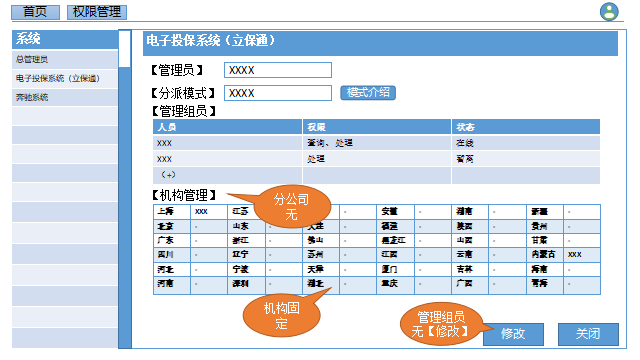 首页 权限管理
系统
总管理员
电子投保系统（立保通）
奔驰系统
电子投保系统（立保通）
【管理员】 XXXX
【分派模式】 XXXX 模式介绍
【管理组员】
人员 权限 状态
XXX 查询、处理 在线
XXX 处理 暂离
（+）
【机构管理】
分公司
无
上海 XXX 江苏 - - 安徽 - 湖南 - 新疆 -
北京 - 山东 - 大连 - 福建 - 陕西 - 贵州 -
广东 - 浙江 - 佛山 - 黑龙江 - 山西 - 甘肃 -
四川 - 辽宁 - 苏州 - 江西 - 云南 - 内蒙古 XXX
河北 - 宁波 - 天津 - 厦门 - 吉林 - 海南 -
河南 - 深圳 - 湖北 - 重庆 - 广西 - 青海 -
机构固
定
管理组员
无【修改】
修改 关闭